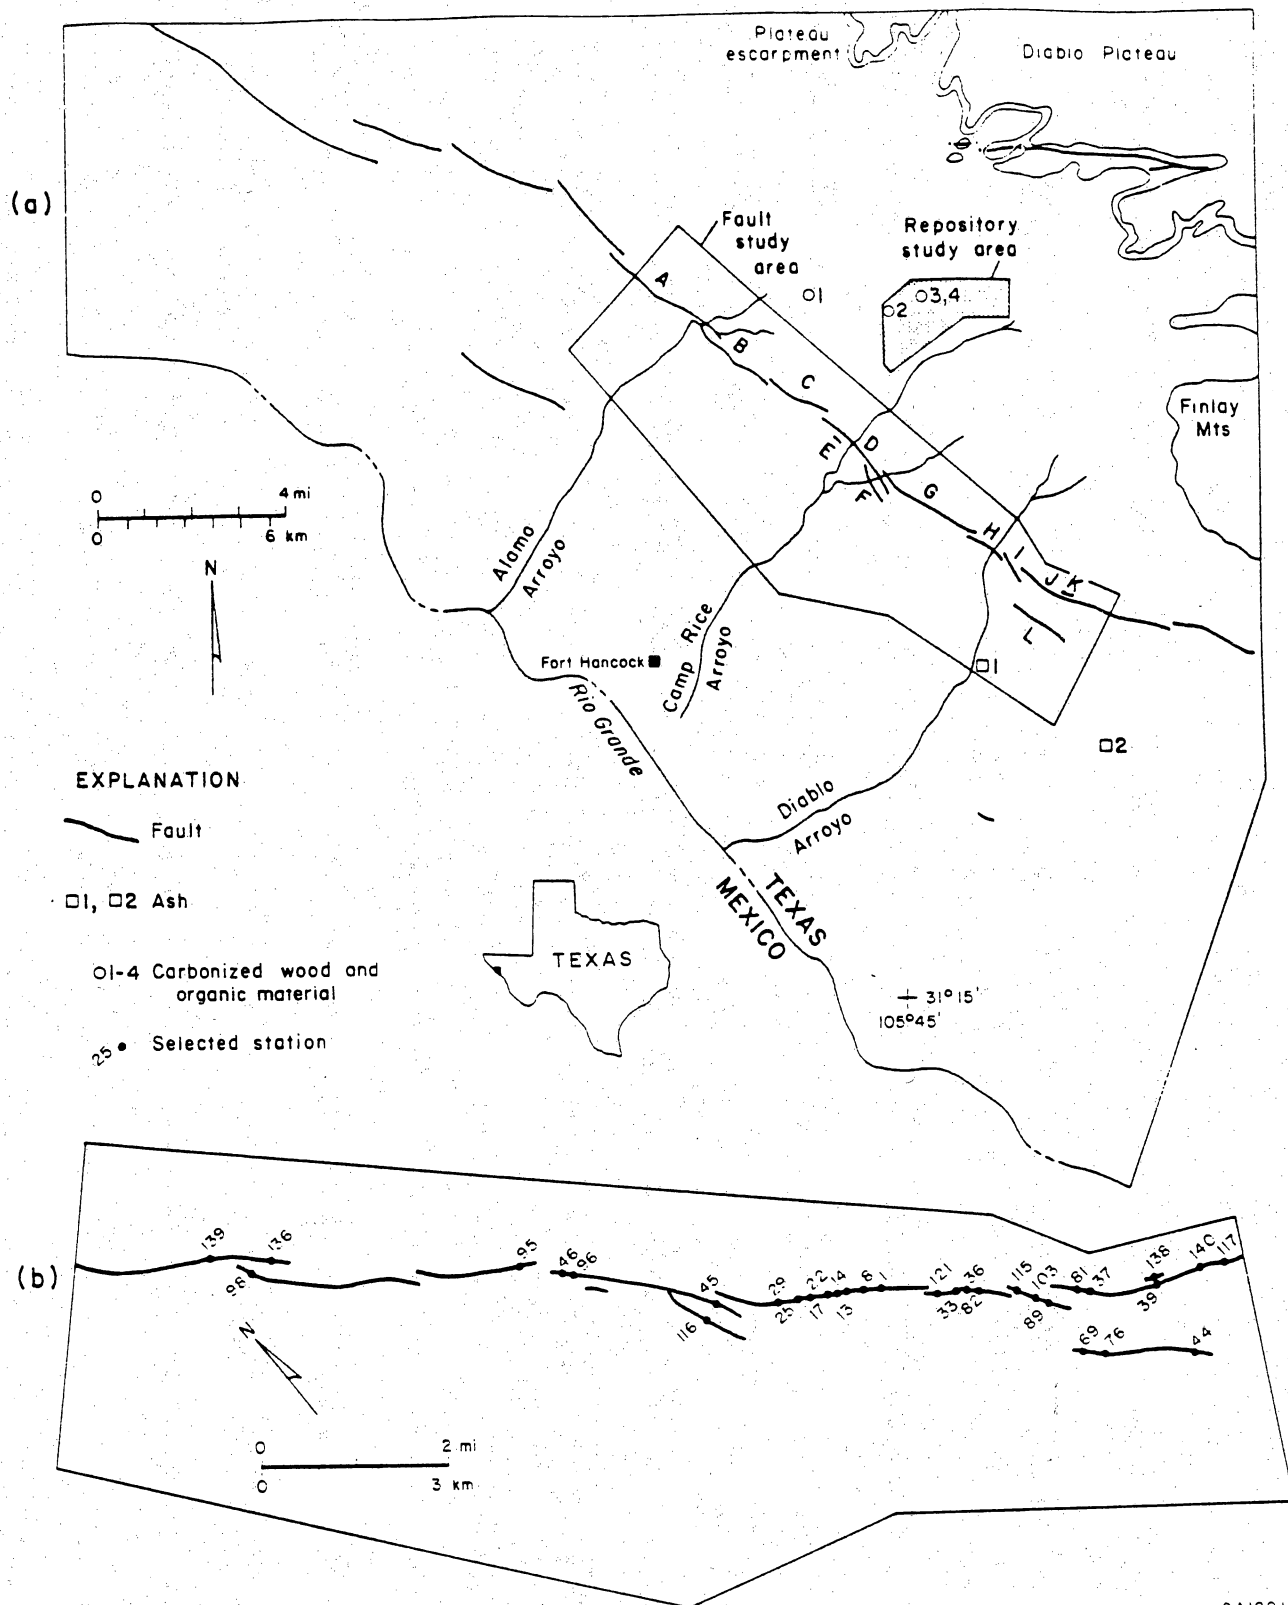 Plateau
escarpment
Diablo Plateau
(a)
Fault
study
area
Repository
study area
A
O1
O3,4
O2
B
C
Finlay
Mts
D
E
F
G
H
I
J
K
L
0 4 mi
0 6 km
N
Alamo
Arroyo
Camp Rice
Arroyo
Fort Hancock
Rio Grande
□1
□2
Diablo
Arroyo
TEXAS
MEXICO
EXPLANATION
Fault
□1, □2 Ash
O1-4 Carbonized wood and
organic material
25 • Selected station
TEXAS
31°15'
105°45'
(b)
139
136
98
95
46
96
45
116
29
25
22
17
14
13
8
1
121
33
36
82
115
103
89
81
37
138
39
140
117
69
76
44
N
0 2 mi
0 3 km